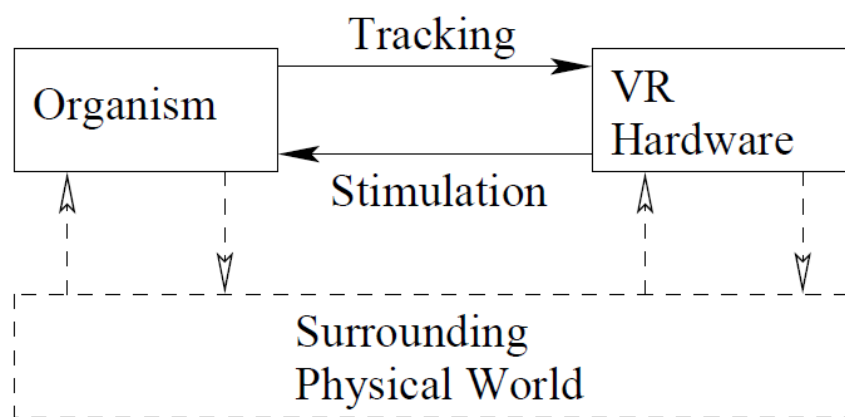 Tracking
Organism
VR
Hardware
Stimulation
Surrounding
Physical World